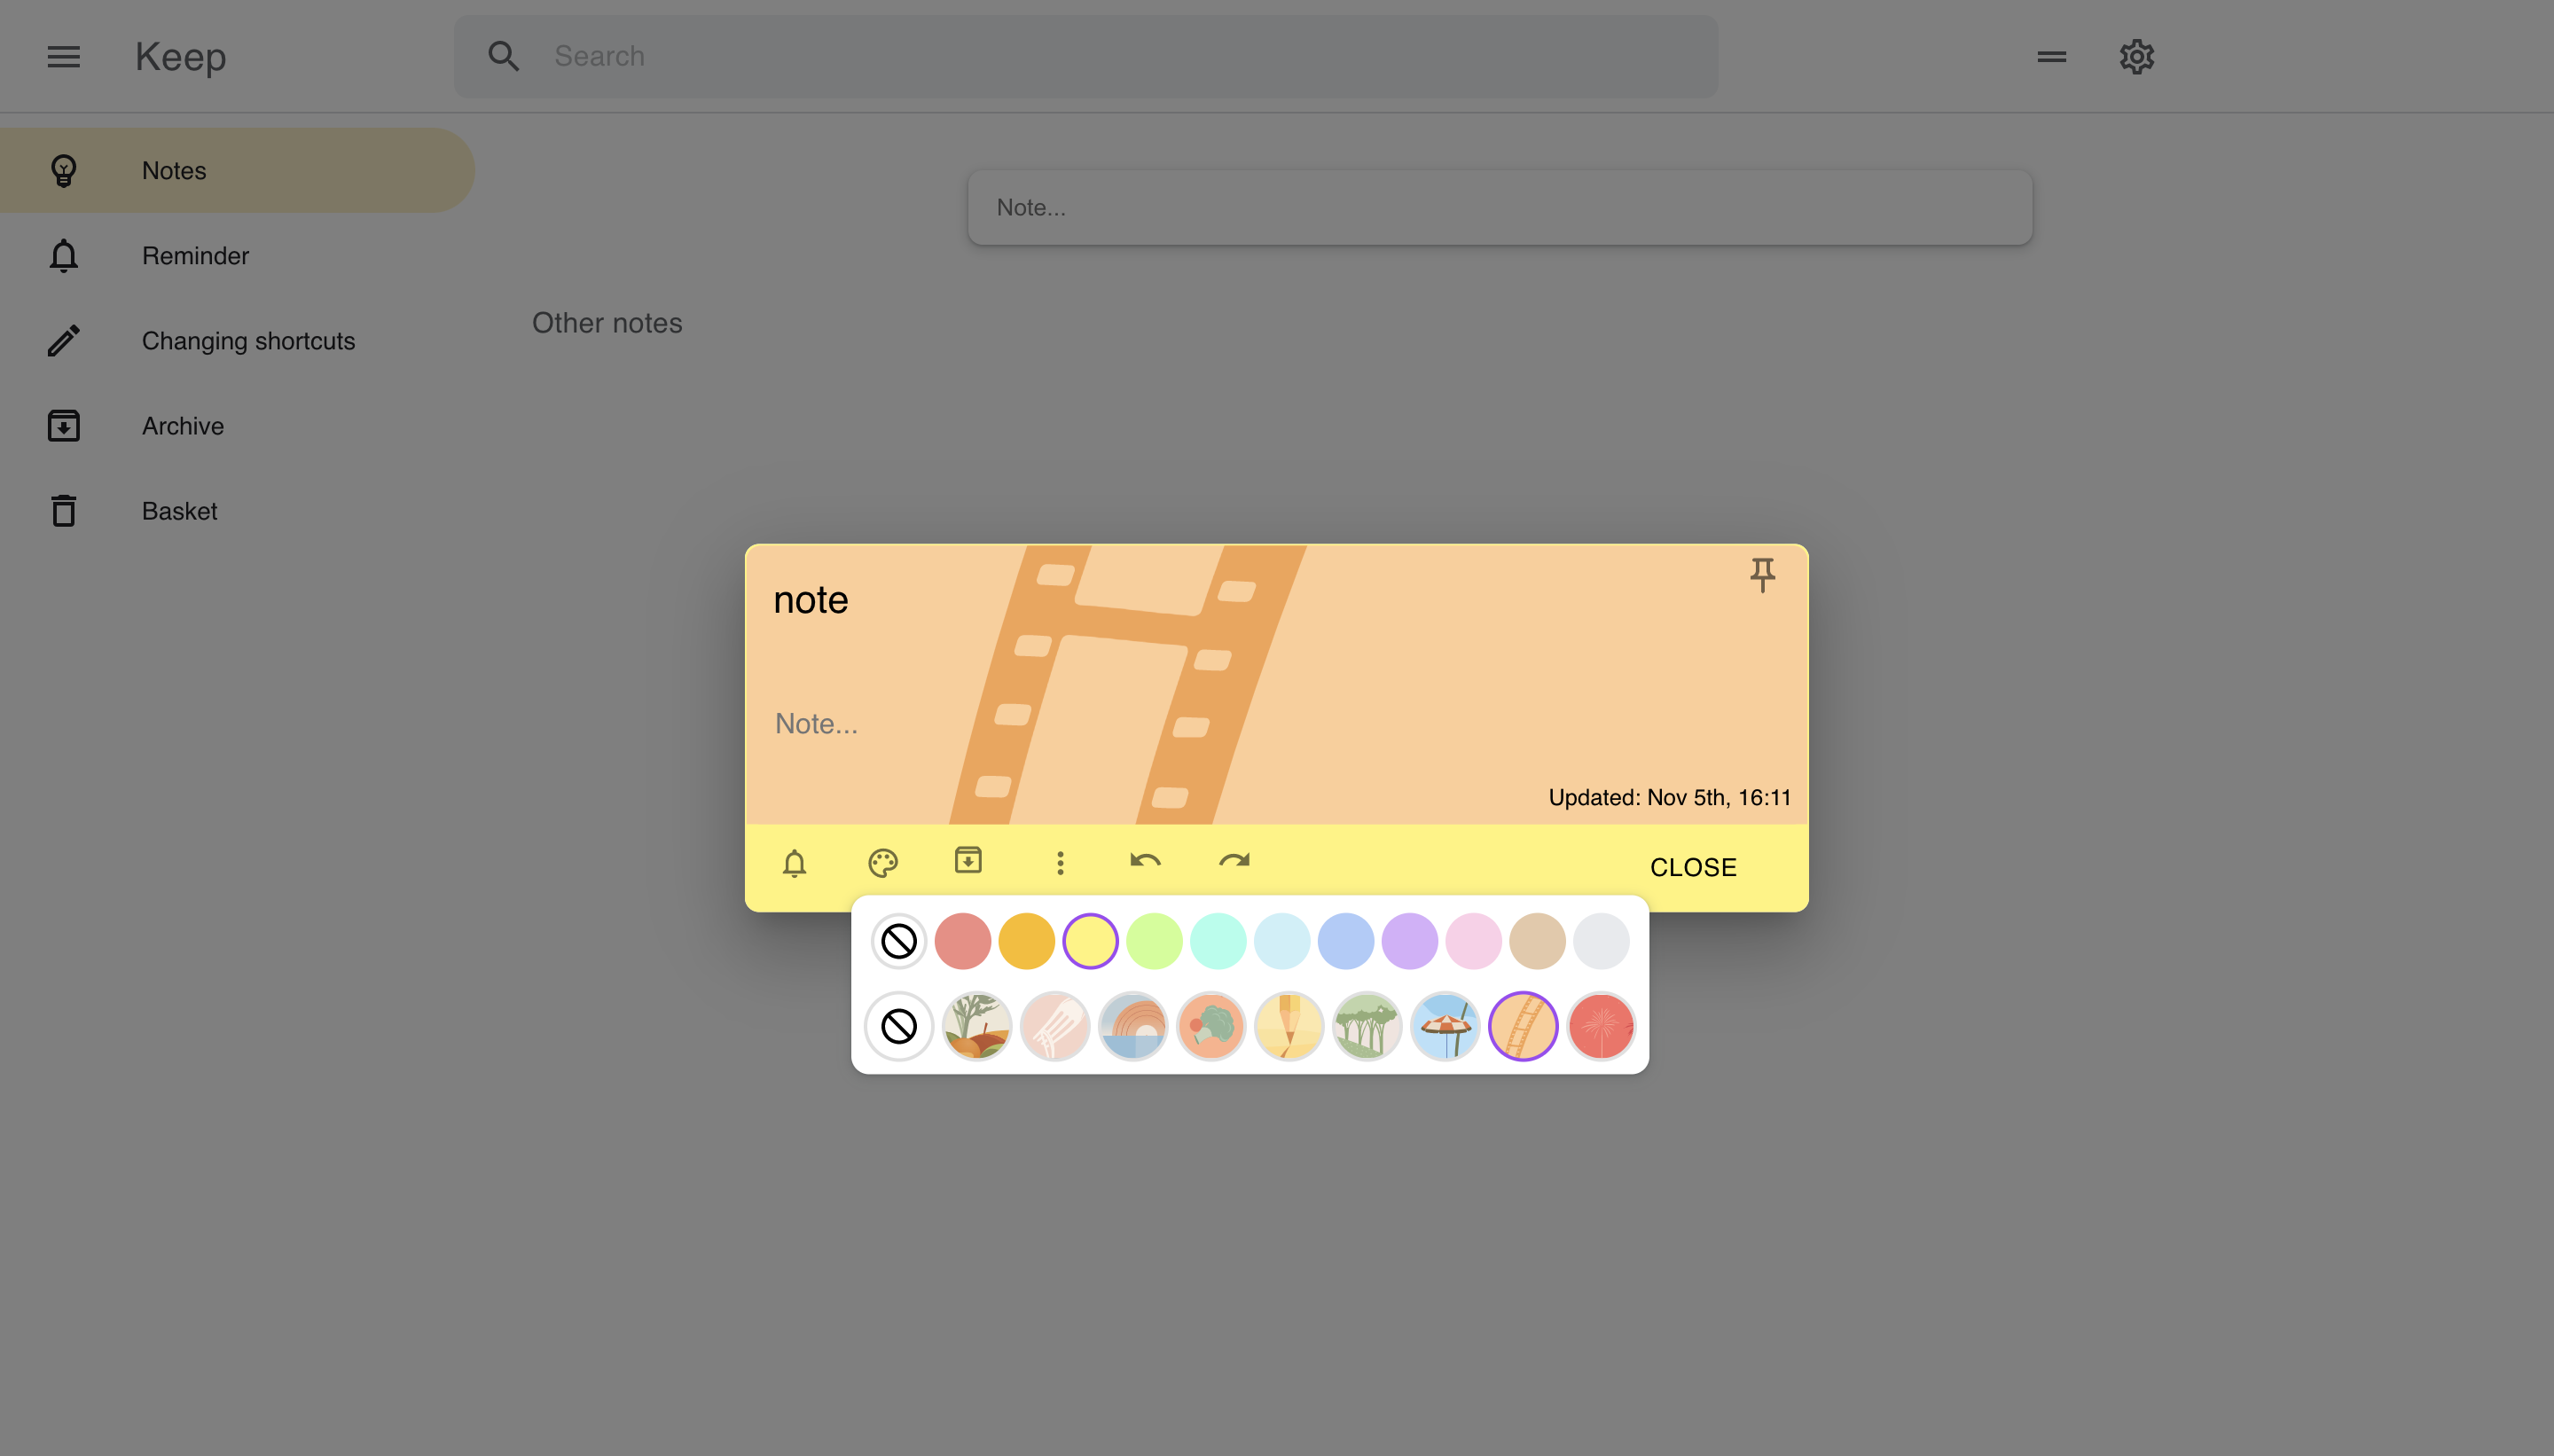 Keep
Search
Notes
Reminder
Changing shortcuts
Archive
Basket
Note...
Other notes
note
Note...
Updated: Nov 5th, 16:11
CLOSE